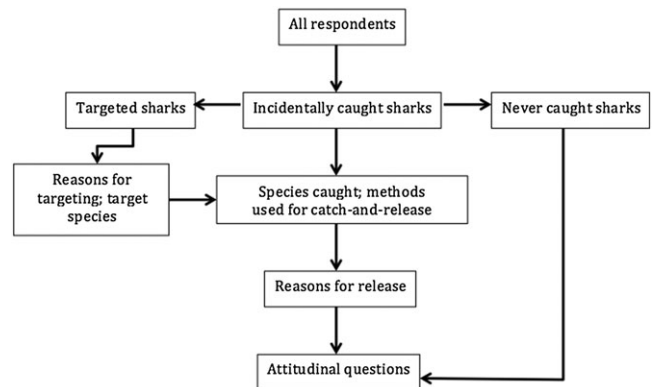 All respondents
Targeted sharks
Incidentally caught sharks
Never caught sharks
Reasons for
targeting; target
species
Species caught; methods
used for catch-and-release
Reasons for release
Attitudinal questions